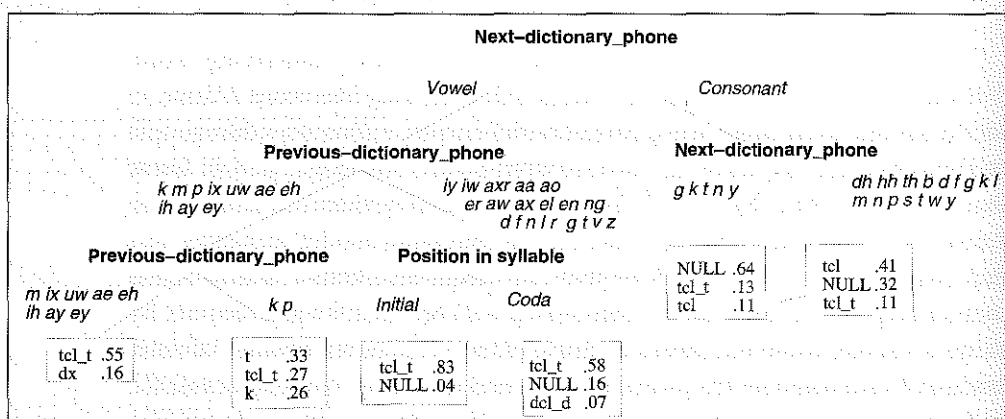 Next–dictionary_phone
Vowel Consonant
Previous–dictionary_phone Next–dictionary_phone
k m p ix uw ae eh
ih ay ey
iy iw axr aa ao
er aw ax el en ng
d f n l r g t v z
g k t n y
dh hh th b d f g k l
m n p s t w y
Previous–dictionary_phone Position in syllable
m ix uw ae eh
ih ay ey
k p
Initial Coda
NULL .64
tcl_t .13
tcl .11
tcl .41
NULL .32
tcl_t .11
tcl_t .55
dx .16
t .33
tcl_t .27
k .26
tcl_t .83
NULL .04
tcl_t .58
NULL .16
dcl_d .07